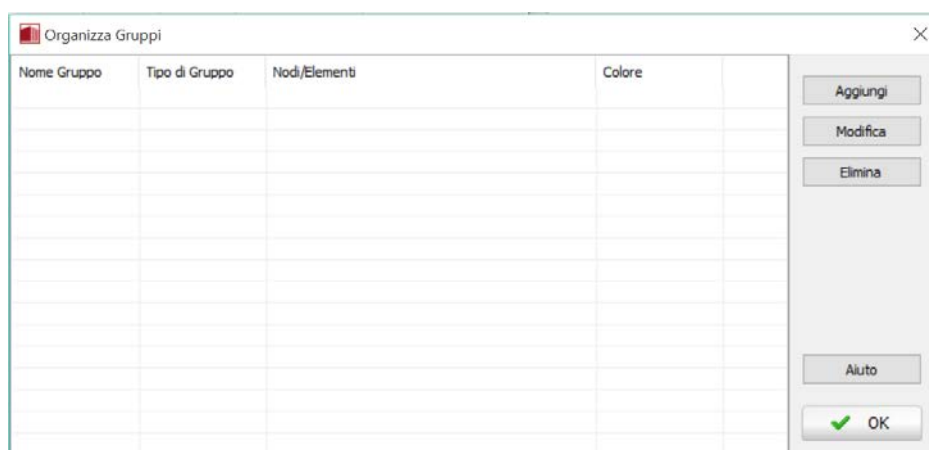 Organizza Gruppi
Nome Gruppo Tipo di Gruppo Nodi/Elementi Colore
Aggiungi
Modifica
Elimina
Aiuto
OK